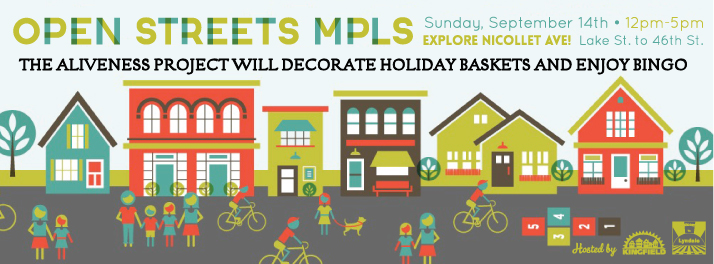 OPEN STREETS MPLS
Sunday, September 14th • 12pm-5pm
EXPLORE NICOLLET AVE! Lake St. to 46th St.
THE ALIVENESS PROJECT WILL DECORATE HOLIDAY BASKETS AND ENJOY BINGO
5 4 3 2 1
Hosted by
KINGFIELD
Lyndale